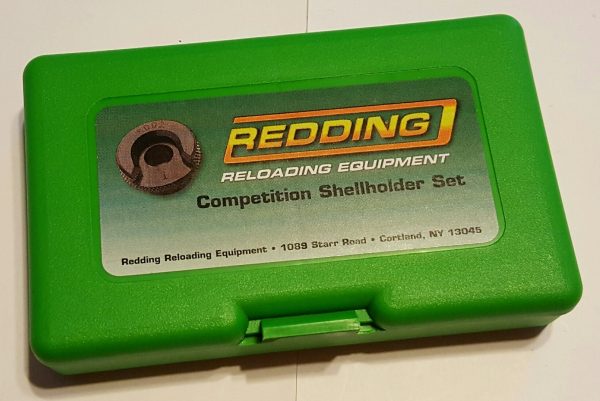 REDDING
RELOADING EQUIPMENT
Competition Shellholder Set
Redding Reloading Equipment • 1089 Starr Road • Cortland, NY 13045